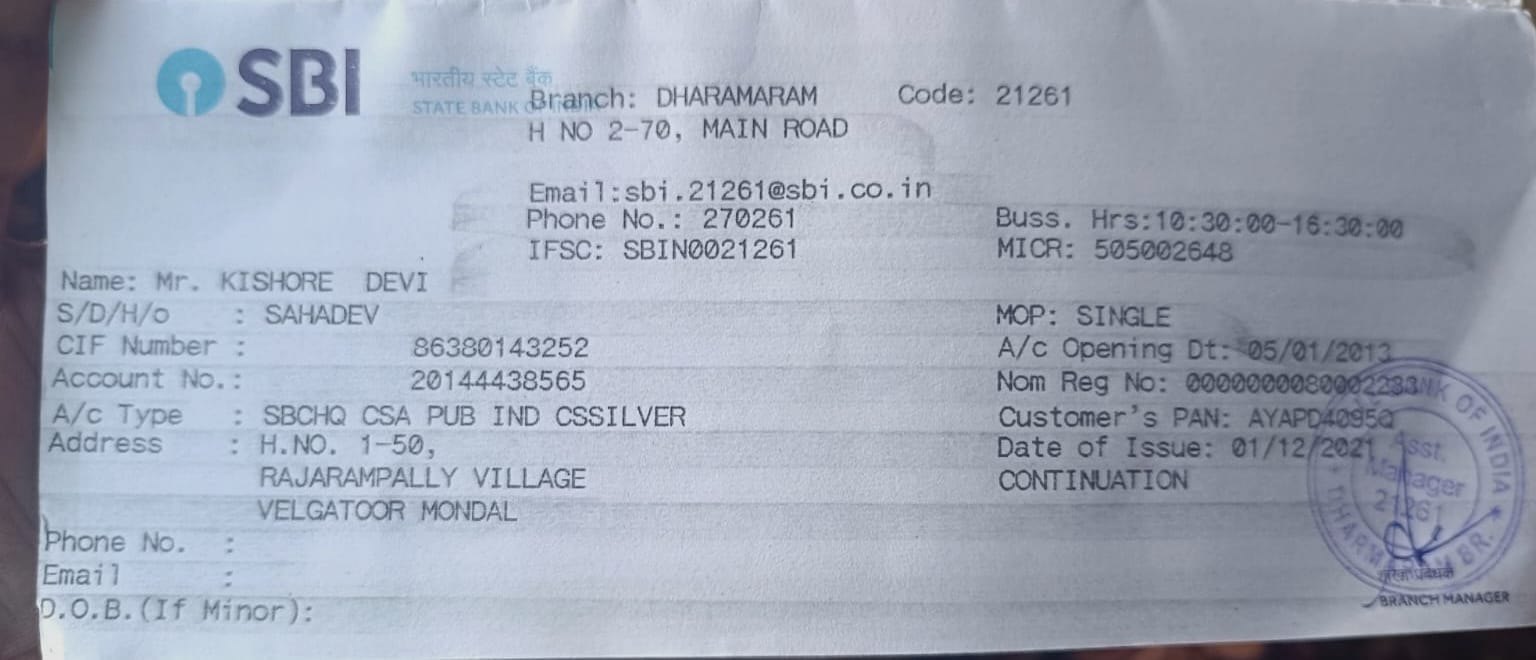 SBI
भारतीय स्टेट बैंक
STATE BANK OF INDIA
Branch: DHARAMARAM Code: 21261
H NO 2-70, MAIN ROAD
Email:sbi.21261@sbi.co.in
Phone No.: 270261 Buss. Hrs:10:30:00-16:30:00
IFSC: SBIN0021261 MICR: 505002648
Name: Mr. KISHORE DEVI
S/D/H/o : SAHADEV MOP: SINGLE
CIF Number : 86380143252 A/c Opening Dt: 05/01/2013
Account No.: 20144438565 Nom Reg No:
A/c Type : SBCHQ CSA PUB IND CSSILVER Customer's PAN: AYAPD4095Q
Address : H.NO. 1-50, Date of Issue: 01/12/2021
RAJARAMPALLY VILLAGE CONTINUATION
VELGATOOR MONDAL
Phone No. :
Email :
D.O.B.(If Minor):
BANK OF INDIA
Asst.
Manager
21261
BR.
शाखा प्रबंधक
BRANCH MANAGER